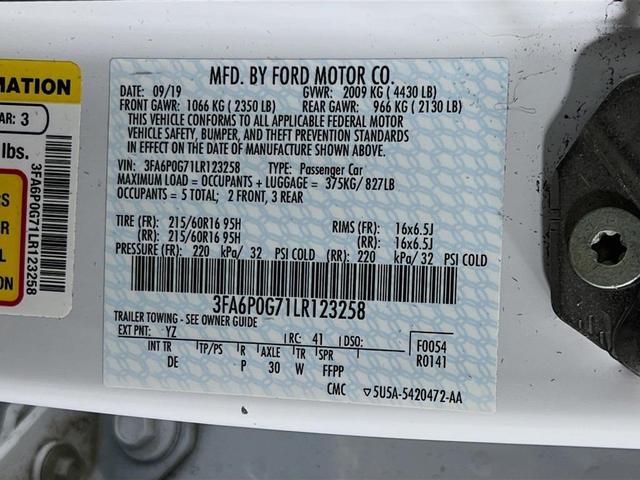 MFD. BY FORD MOTOR CO.
DATE: 09/19 GVWR: 2009 KG ( 4430 LB)
FRONT GAWR: 1066 KG ( 2350 LB) REAR GAWR: 966 KG ( 2130 LB)
THIS VEHICLE CONFORMS TO ALL APPLICABLE FEDERAL MOTOR
VEHICLE SAFETY, BUMPER, AND THEFT PREVENTION STANDARDS
IN EFFECT ON THE DATE OF MANUFACTURE SHOWN ABOVE.
VIN: 3FA6P0G71LR123258 TYPE: Passenger Car
MAXIMUM LOAD = OCCUPANTS + LUGGAGE = 375KG/ 827LB
OCCUPANTS = 5 TOTAL; 2 FRONT, 3 REAR
TIRE (FR): 215/60R16 95H RIMS (FR): 16x6.5J
(RR): 215/60R16 95H (RR): 16x6.5J
PRESSURE (FR): 220 kPa/ 32 PSI COLD (RR): 220 kPa/ 32 PSI COLD
3FA6P0G71LR123258
TRAILER TOWING - SEE OWNER GUIDE
EXT PNT: YZ RC: 41 DSO: F0054
R0141
INT TR TP/PS R AXLE TR SPR
DE P 30 W FFPP
CMC ▽5U5A-5420472-AA
MATION
AR: 3
lbs.
3FA6P0G71LR123258